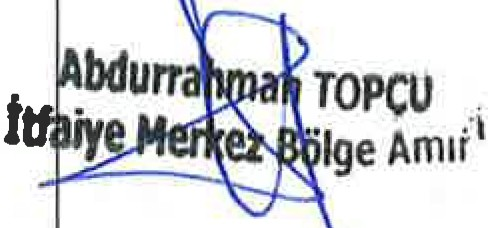 Abdurrahman TOPÇU
İtfaiye Merkez Bölge Amiri